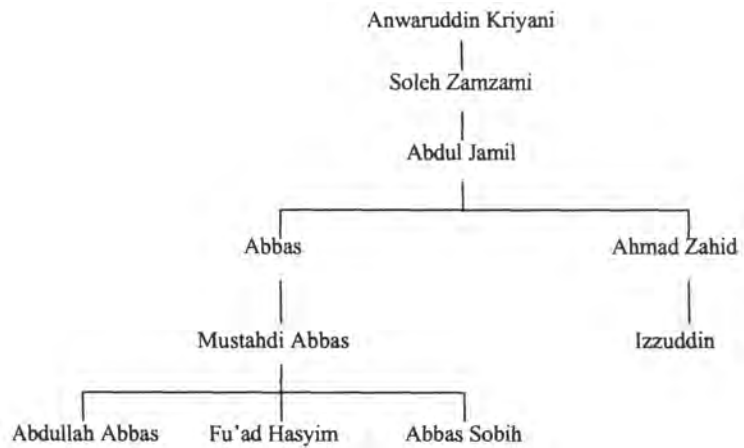 Anwaruddin Kriyani
Soleh Zamzami
Abdul Jamil
Abbas Ahmad Zahid
Mustahdi Abbas Izzuddin
Abdullah Abbas Fu'ad Hasyim Abbas Sobih